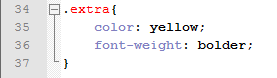 34 .extra{
35 color: yellow;
36 font-weight: bolder;
37 }